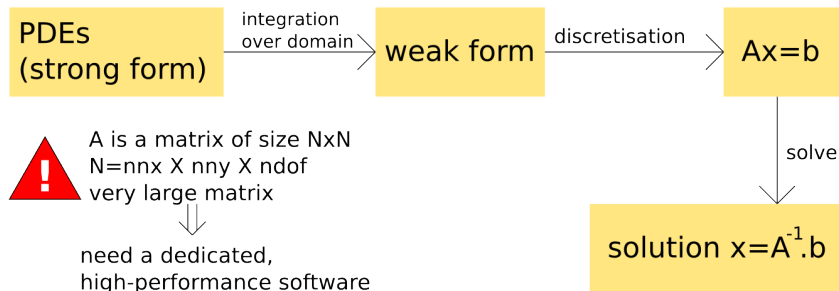 PDEs
(strong form)
integration
over domain
weak form
discretisation
Ax=b
solve
solution x=A⁻¹.b
!
A is a matrix of size NxN
N=nnx X nny X ndof
very large matrix
need a dedicated,
high-performance software